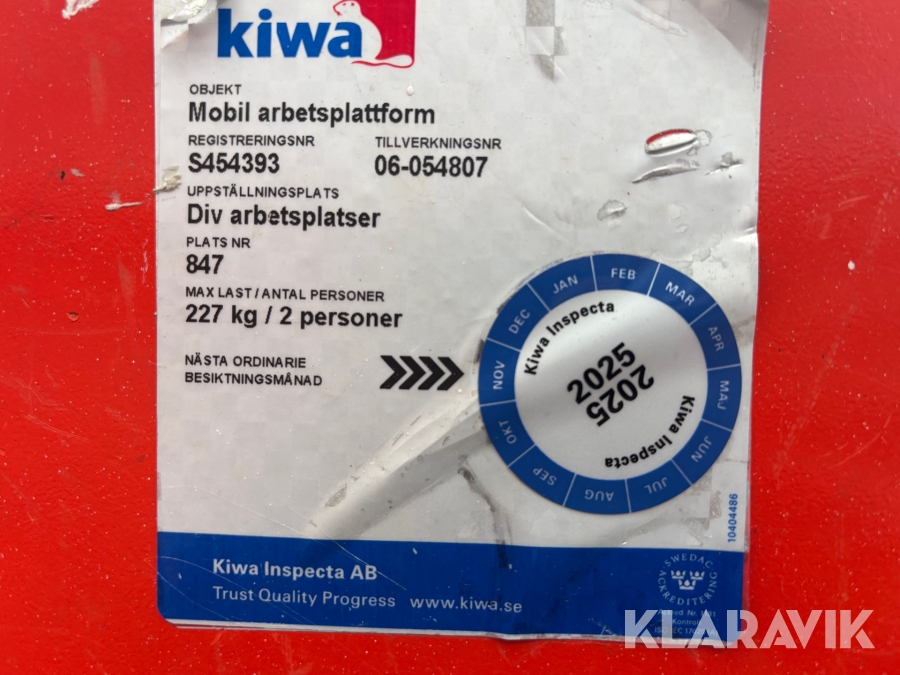 kiwa
OBJEKT
Mobil arbetsplattform
REGISTRERINGSNR TILLVERKNINGSNR
S454393 06-054807
UPPSTÄLLNINGSPLATS
Div arbetsplatser
PLATS NR
847
MAX LAST / ANTAL PERSONER
227 kg / 2 personer
NÄSTA ORDINARIE
BESIKTNINGSMÅNAD
JAN FEB MAR APR MAJ JUN JUL AUG SEP OKT NOV DEC
Kiwa Inspecta
2025
2025
Kiwa Inspecta
10404486
Kiwa Inspecta AB
Trust Quality Progress www.kiwa.se
SWEDAC
ACKREDITERING
KLARAVIK